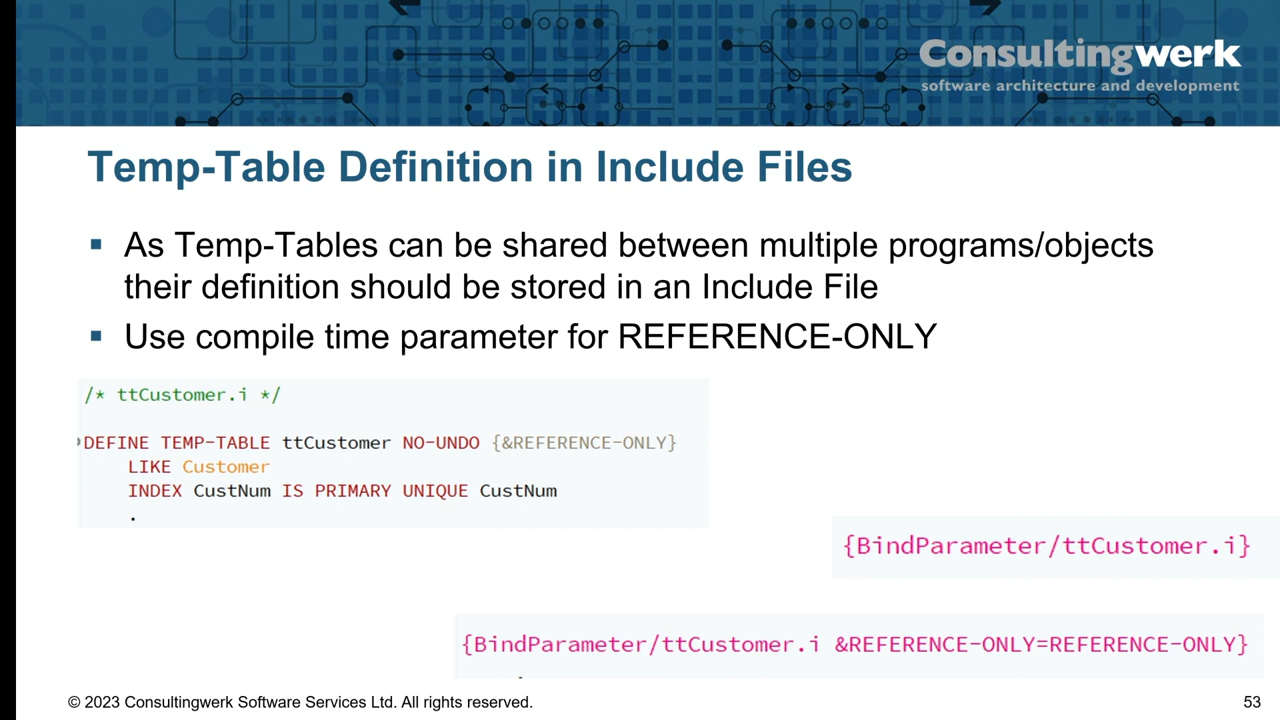 Consultingwerk
software architecture and development
Temp-Table Definition in Include Files
As Temp-Tables can be shared between multiple programs/objects
their definition should be stored in an Include File
Use compile time parameter for REFERENCE-ONLY
/* ttCustomer.i */
DEFINE TEMP-TABLE ttCustomer NO-UNDO {&REFERENCE-ONLY}
LIKE Customer
INDEX CustNum IS PRIMARY UNIQUE CustNum
.
{BindParameter/ttCustomer.i}
{BindParameter/ttCustomer.i &REFERENCE-ONLY=REFERENCE-ONLY}
© 2023 Consultingwerk Software Services Ltd. All rights reserved.
53